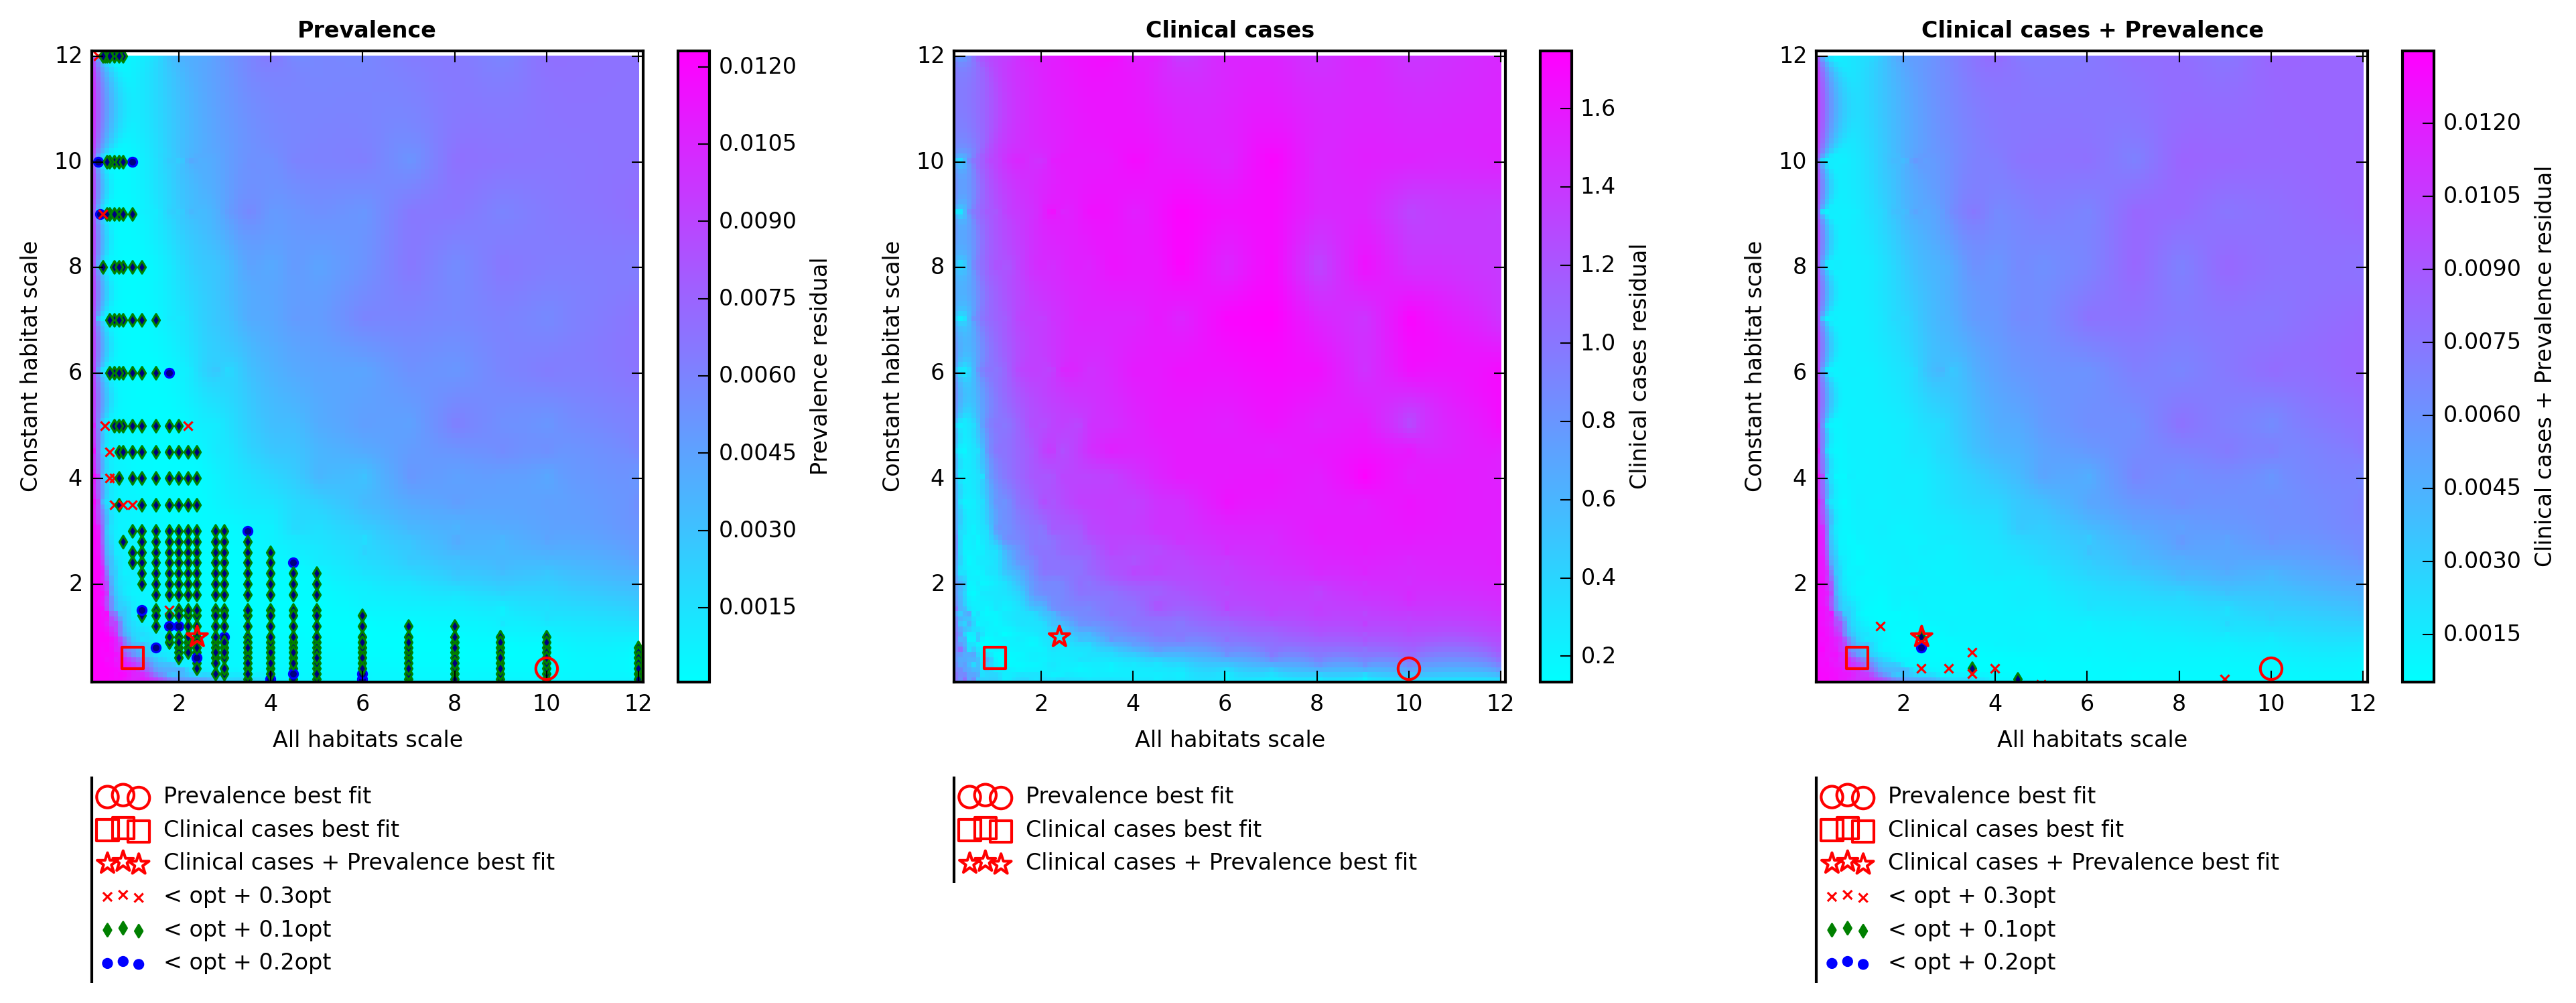 Prevalence
12
10
8
6
4
2
2 4 6 8 10 12
Constant habitat scale
All habitats scale
0.0120
0.0105
0.0090
0.0075
0.0060
0.0045
0.0030
0.0015
Prevalence residual
Prevalence best fit
Clinical cases best fit
Clinical cases + Prevalence best fit
< opt + 0.3opt
< opt + 0.1opt
< opt + 0.2opt
Clinical cases
12
10
8
6
4
2
2 4 6 8 10 12
Constant habitat scale
All habitats scale
1.6
1.4
1.2
1.0
0.8
0.6
0.4
0.2
Clinical cases residual
Prevalence best fit
Clinical cases best fit
Clinical cases + Prevalence best fit
Clinical cases + Prevalence
12
10
8
6
4
2
2 4 6 8 10 12
Constant habitat scale
All habitats scale
0.0120
0.0105
0.0090
0.0075
0.0060
0.0045
0.0030
0.0015
Clinical cases + Prevalence residual
Prevalence best fit
Clinical cases best fit
Clinical cases + Prevalence best fit
< opt + 0.3opt
< opt + 0.1opt
< opt + 0.2opt